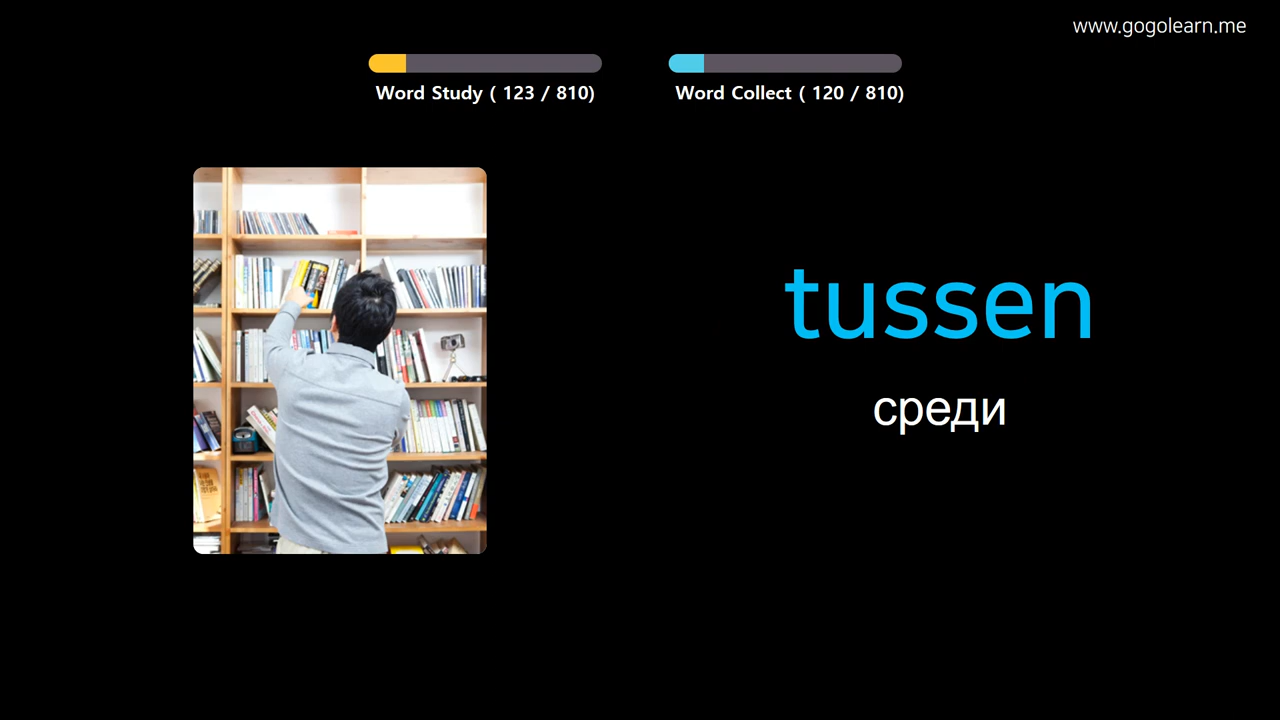 www.gogolearn.me
Word Study ( 123 / 810)
Word Collect ( 120 / 810)
tussen
среди